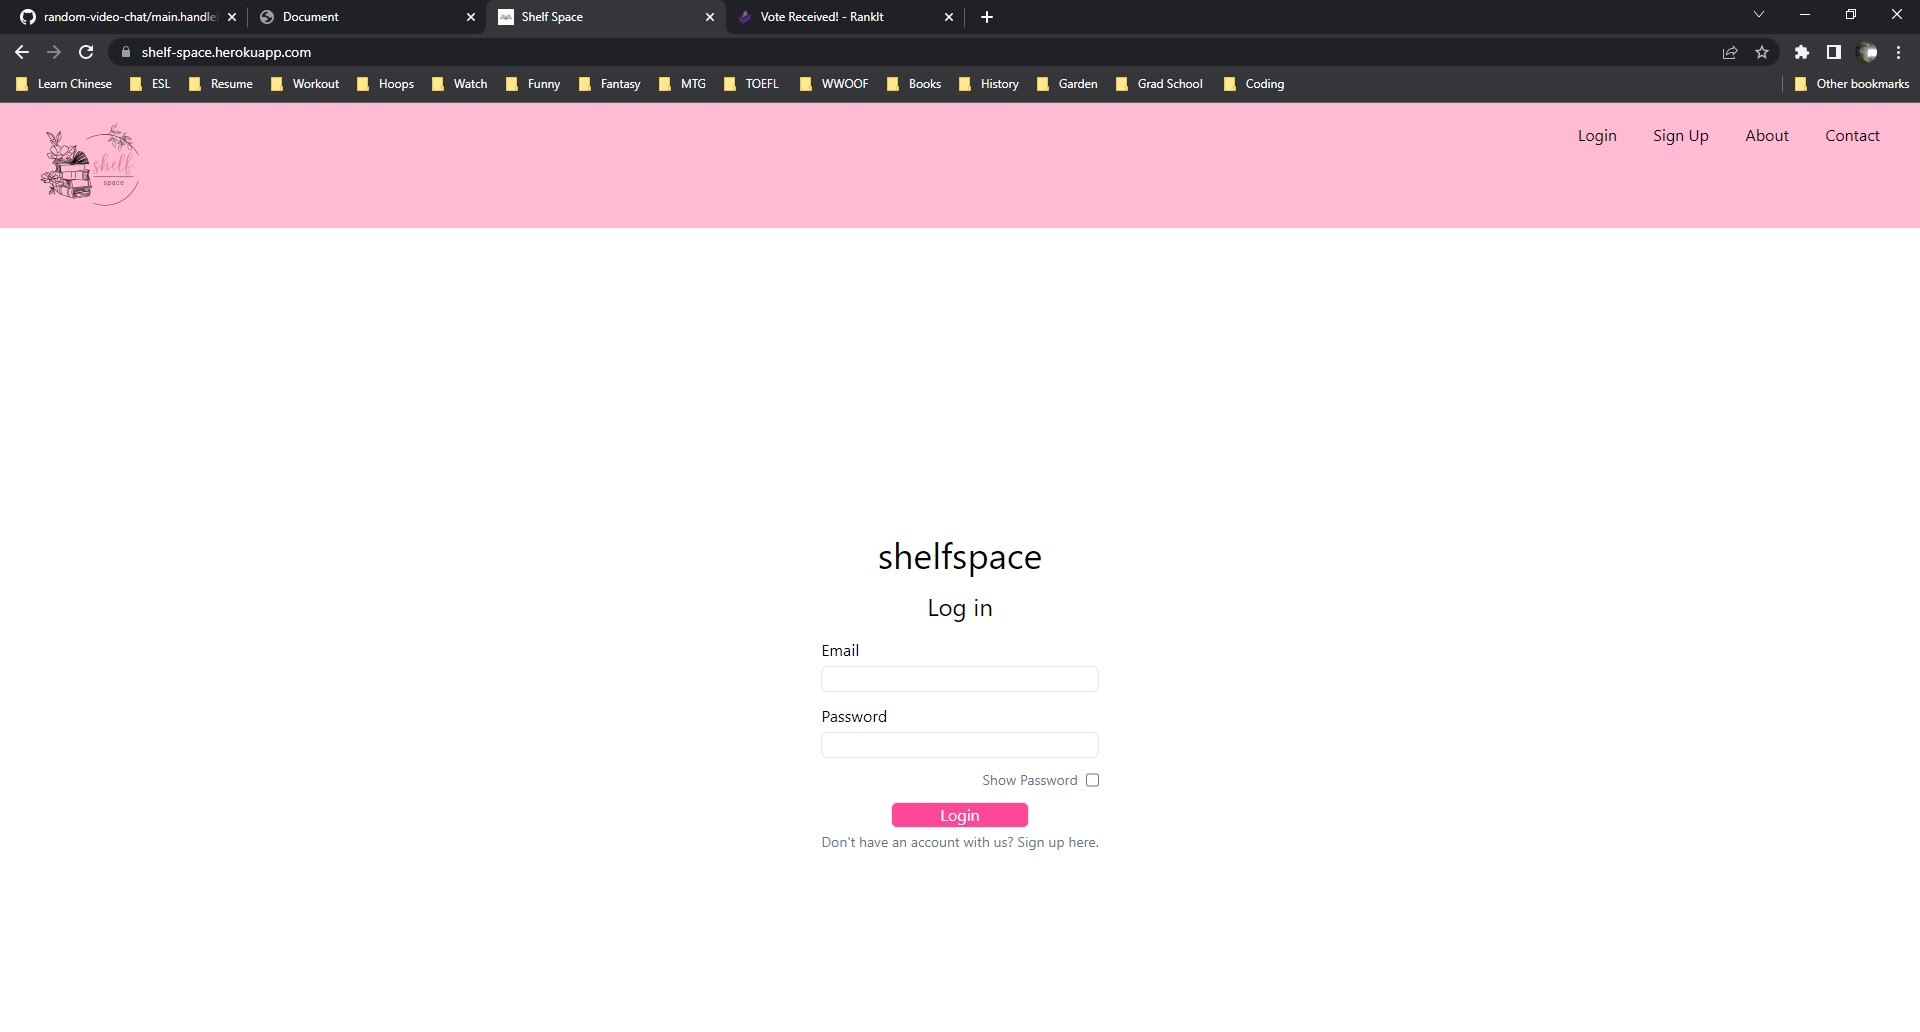 random-video-chat/main.handle
Document
Shelf Space
Vote Received! - RankIt
shelf-space.herokuapp.com
Learn Chinese
ESL
Resume
Workout
Hoops
Watch
Funny
Fantasy
MTG
TOEFL
WWOOF
Books
History
Garden
Grad School
Coding
Other bookmarks
shelf
space
Login
Sign Up
About
Contact
shelfspace
Log in
Email
Password
Show Password
Login
Don't have an account with us? Sign up here.